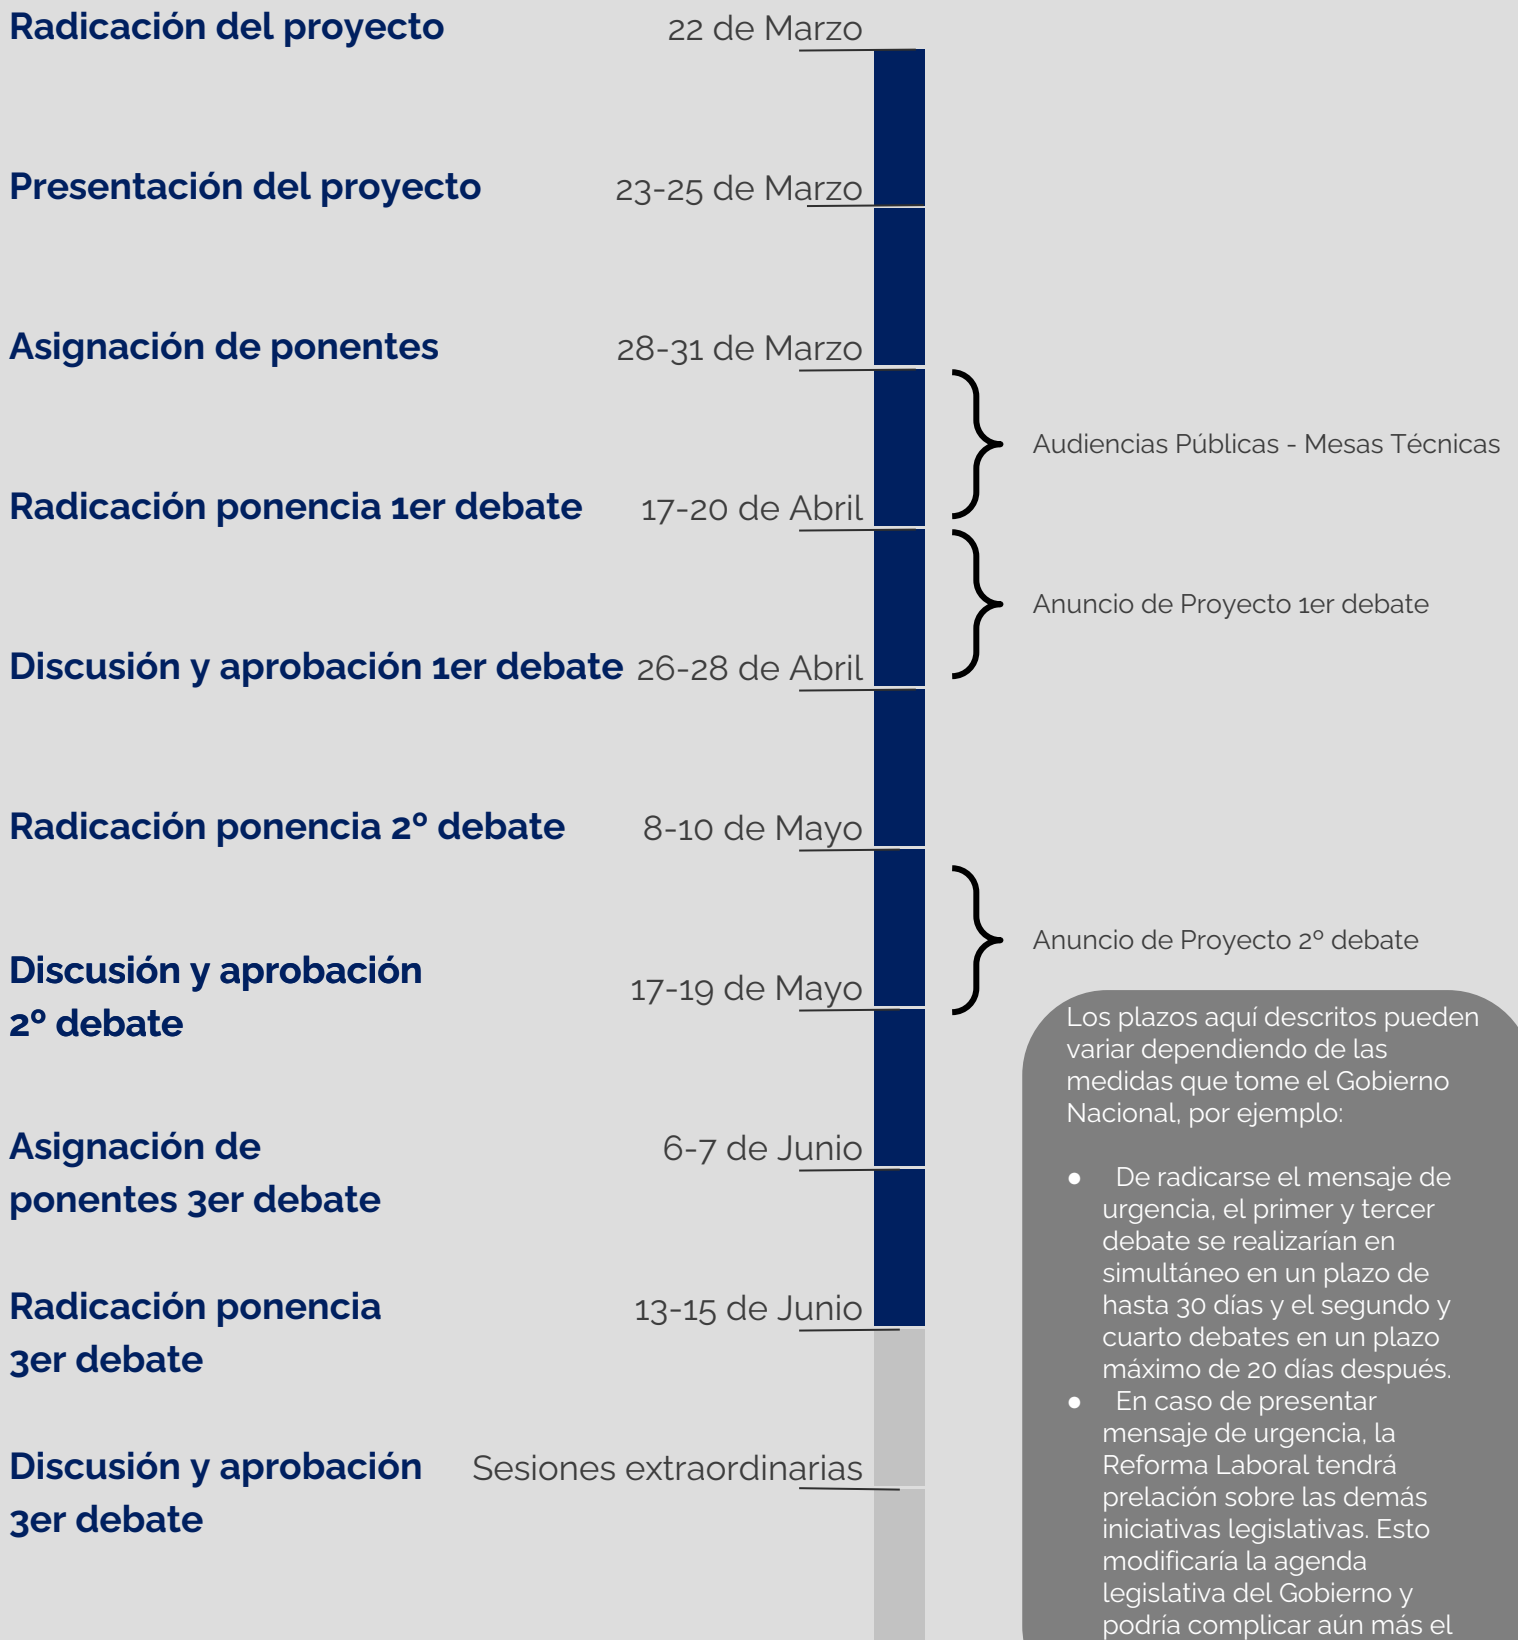 Radicación del proyecto
22 de Marzo
Presentación del proyecto
23-25 de Marzo
Asignación de ponentes
28-31 de Marzo
Audiencias Públicas - Mesas Técnicas
Radicación ponencia 1er debate
17-20 de Abril
Anuncio de Proyecto 1er debate
Discusión y aprobación 1er debate
26-28 de Abril
Radicación ponencia 2º debate
8-10 de Mayo
Anuncio de Proyecto 2º debate
Discusión y aprobación
2º debate
17-19 de Mayo
Asignación de
ponentes 3er debate
6-7 de Junio
Radicación ponencia
3er debate
13-15 de Junio
Discusión y aprobación
3er debate
Sesiones extraordinarias
Los plazos aquí descritos pueden
variar dependiendo de las
medidas que tome el Gobierno
Nacional, por ejemplo:
● De radicarse el mensaje de
urgencia, el primer y tercer
debate se realizarían en
simultáneo en un plazo de
hasta 30 días y el segundo y
cuarto debates en un plazo
máximo de 20 días después.
● En caso de presentar
mensaje de urgencia, la
Reforma Laboral tendrá
prelación sobre las demás
iniciativas legislativas. Esto
modificaría la agenda
legislativa del Gobierno y
podría complicar aún más el